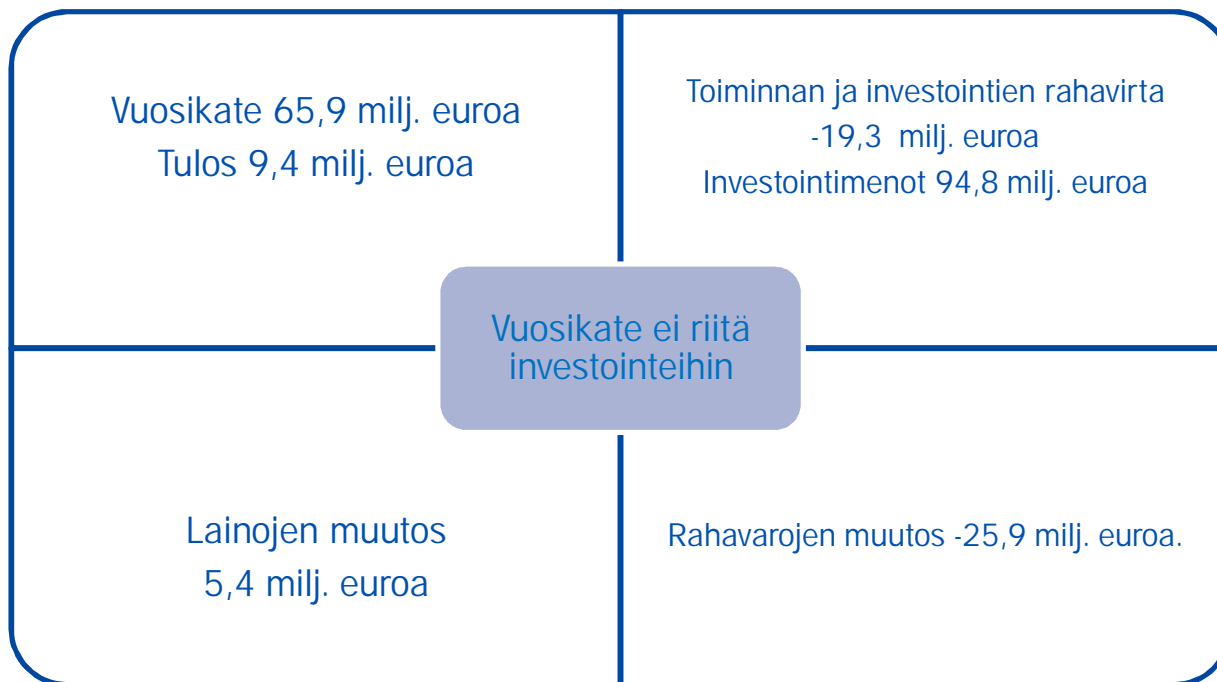 Vuosikate 65,9 milj. euroa
Tulos 9,4 milj. euroa
Toiminnan ja investointien rahavirta
-19,3 milj. euroa
Investointimenot 94,8 milj. euroa
Vuosikate ei riitä
investointeihin
Lainojen muutos
5,4 milj. euroa
Rahavarojen muutos -25,9 milj. euroa.